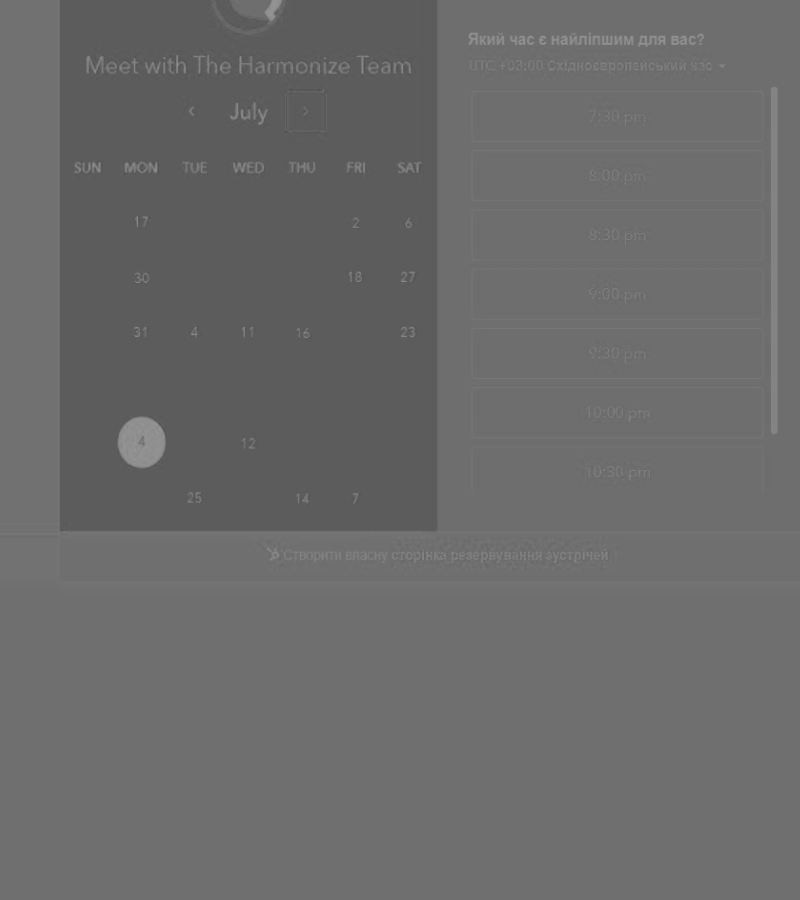 Meet with The Harmonize Team
July
SUN MON TUE WED THU FRI SAT
17 2 6
30 18 27
31 4 11 16 23
4 12
25 14 7
Який час є найліпшим для вас?
UTC +03:00 Східноєвропейський час
7:30 pm
8:00 pm
8:30 pm
9:00 pm
9:30 pm
10:00 pm
10:30 pm
Створити власну сторінка резервування зустрічей